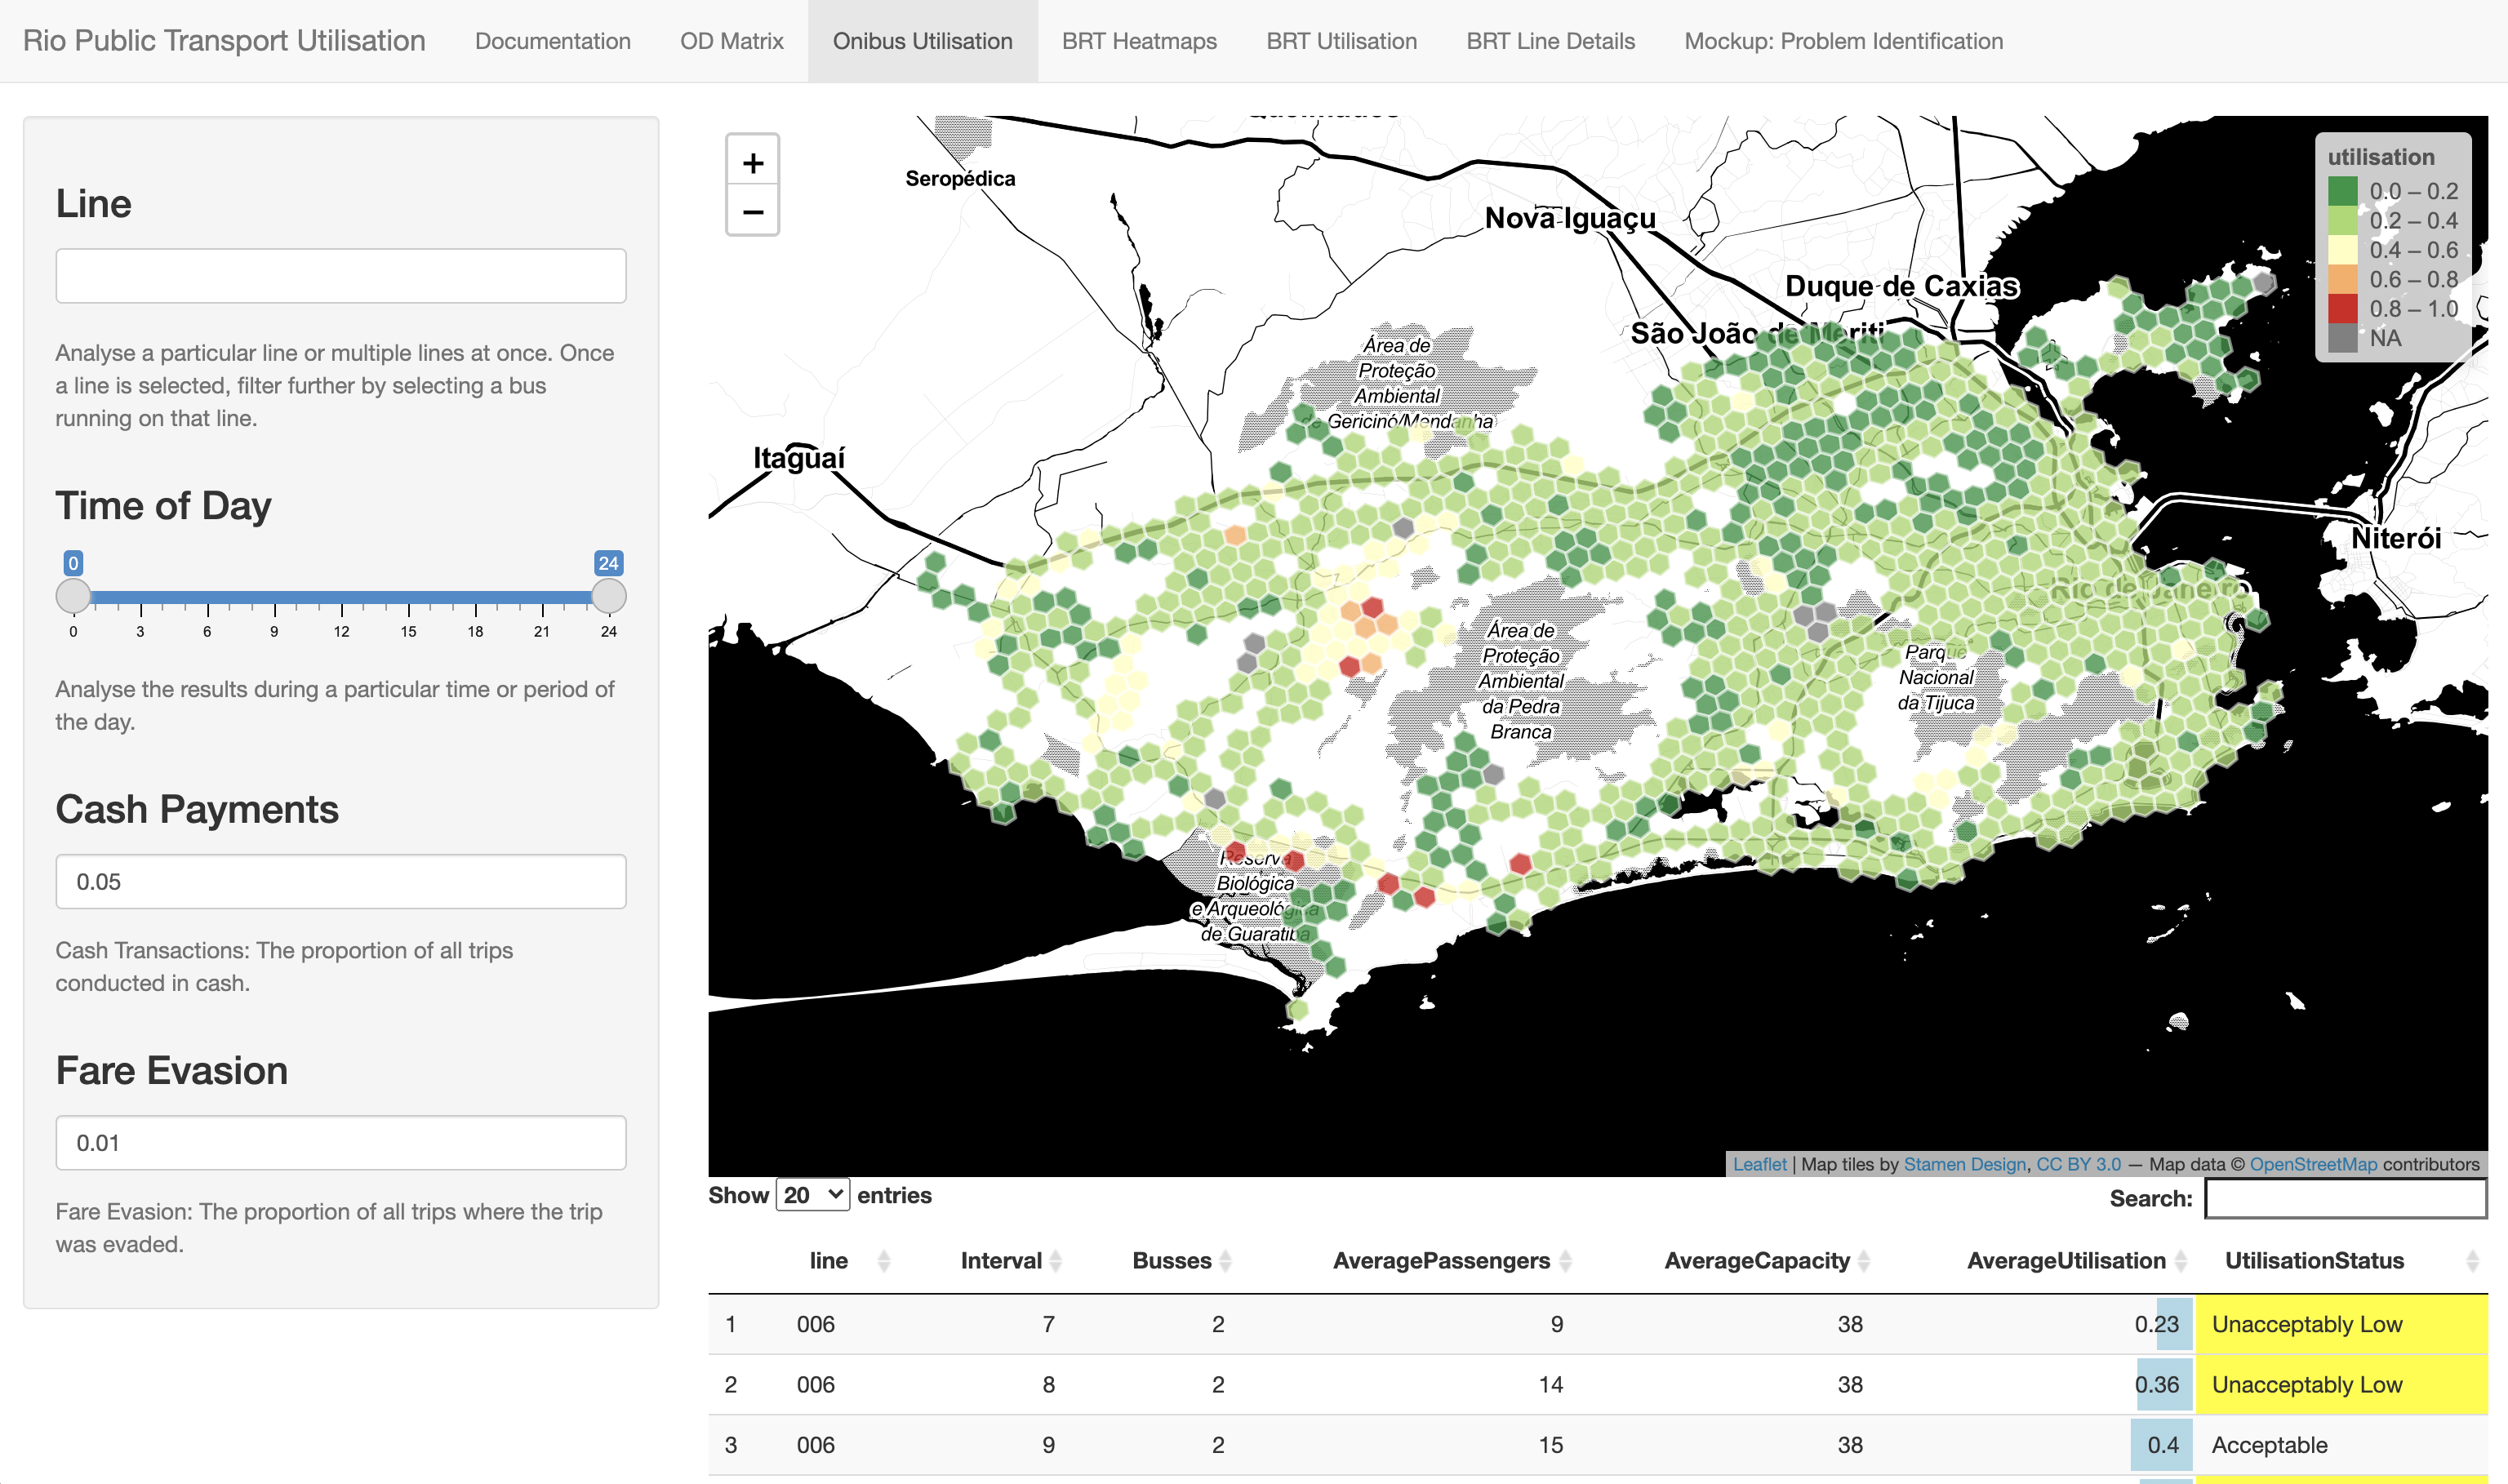 Rio Public Transport Utilisation Documentation OD Matrix Onibus Utilisation BRT Heatmaps BRT Utilisation BRT Line Details Mockup: Problem Identification
Line
Analyse a particular line or multiple lines at once. Once
a line is selected, filter further by selecting a bus
running on that line.
Time of Day
0 24
0 3 6 9 12 15 18 21 24
Analyse the results during a particular time or period of
the day.
Cash Payments
0.05
Cash Transactions: The proportion of all trips
conducted in cash.
Fare Evasion
0.01
Fare Evasion: The proportion of all trips where the trip
was evaded.
+
−
Seropédica
Nova Iguaçu
Duque de Caxias
São João de Meriti
Área de
Proteção
Ambiental
de Gericinó/Mendanha
Itaguaí
Niterói
Rio de Janeiro
Área de
Proteção
Ambiental
da Pedra
Branca
Parque
Nacional
da Tijuca
Reserva
Biológica
e Arqueológica
de Guaratiba
utilisation
0.0 – 0.2
0.2 – 0.4
0.4 – 0.6
0.6 – 0.8
0.8 – 1.0
NA
Leaflet | Map tiles by Stamen Design, CC BY 3.0 — Map data © OpenStreetMap contributors
Show 20 entries
Search:
line Interval Busses AveragePassengers AverageCapacity AverageUtilisation UtilisationStatus
1 006 7 2 9 38 0.23 Unacceptably Low
2 006 8 2 14 38 0.36 Unacceptably Low
3 006 9 2 15 38 0.4 Acceptable